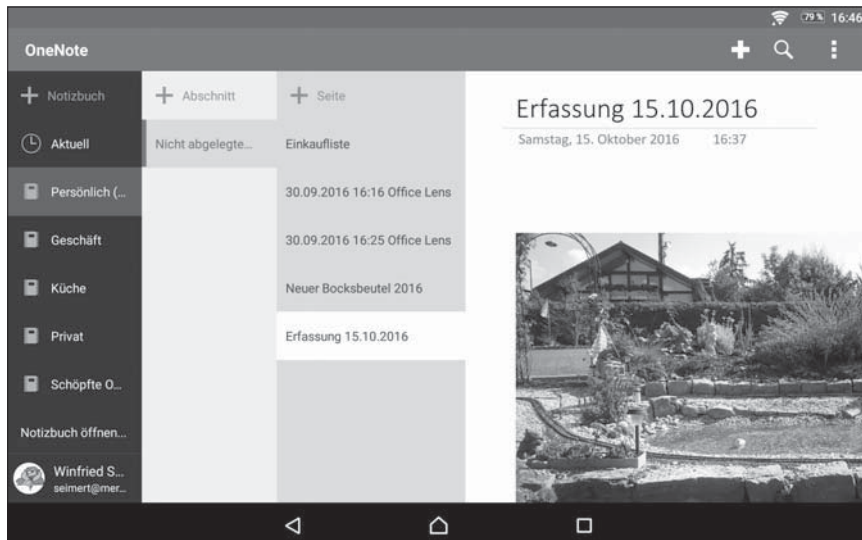 79 % 16:46
OneNote
Notizbuch
Aktuell
Persönlich (...
Geschäft
Küche
Privat
Schöpfte O...
Notizbuch öffnen...
Winfried S...
seimert@mer...
Abschnitt
Nicht abgelegte...
Seite
Einkaufliste
30.09.2016 16:16 Office Lens
30.09.2016 16:25 Office Lens
Neuer Bocksbeutel 2016
Erfassung 15.10.2016
Erfassung 15.10.2016
Samstag, 15. Oktober 2016 16:37